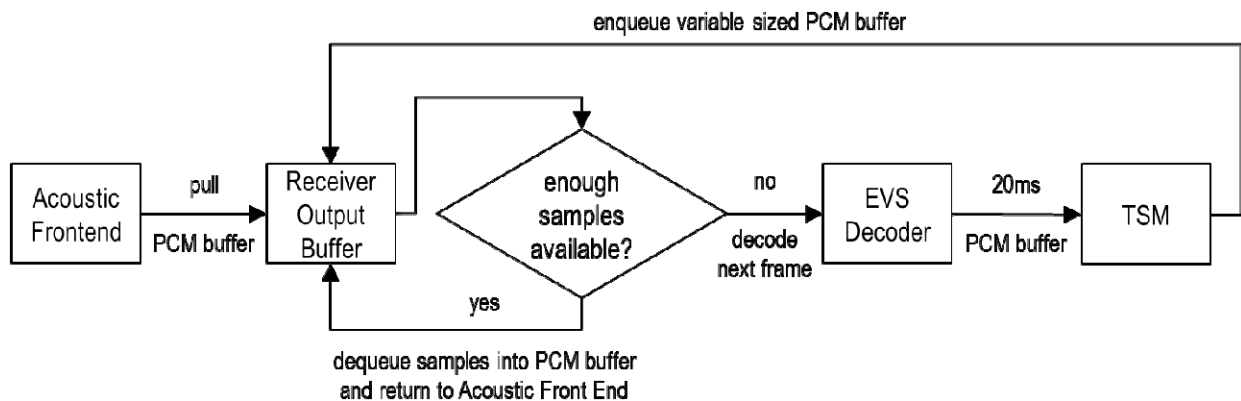 enqueue variable sized PCM buffer
Acoustic
Frontend
pull
PCM buffer
Receiver
Output
Buffer
enough
samples
available?
no
decode
next frame
EVS
Decoder
20ms
PCM buffer
TSM
yes
dequeue samples into PCM buffer
and return to Acoustic Front End